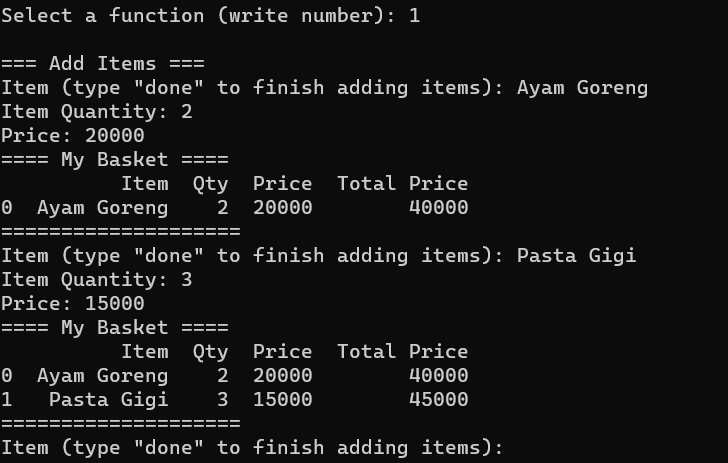 Select a function (write number): 1
=== Add Items ===
Item (type "done" to finish adding items): Ayam Goreng
Item Quantity: 2
Price: 20000
==== My Basket ====
Item  Qty  Price  Total Price
0  Ayam Goreng    2  20000        40000
====================
Item (type "done" to finish adding items): Pasta Gigi
Item Quantity: 3
Price: 15000
==== My Basket ====
Item  Qty  Price  Total Price
0  Ayam Goreng    2  20000        40000
1   Pasta Gigi    3  15000        45000
====================
Item (type "done" to finish adding items):